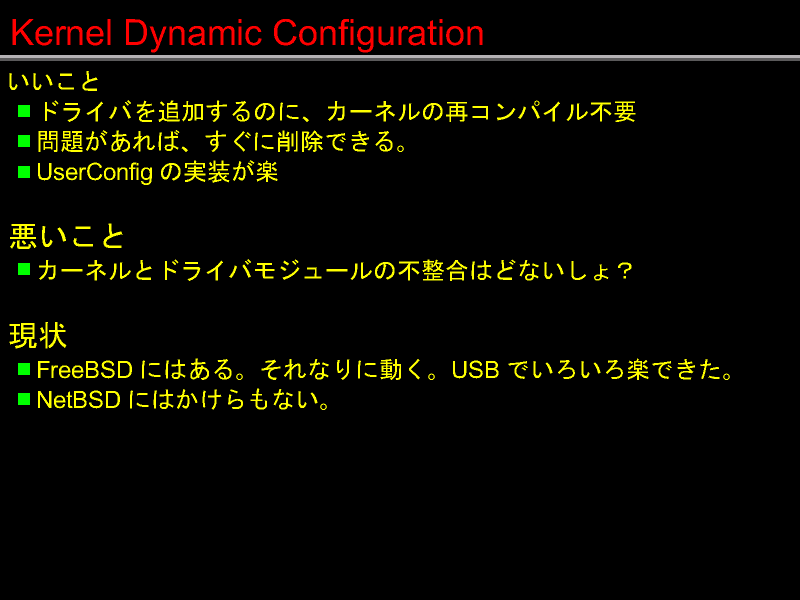 Kernel Dynamic Configuration
いいこと
ドライバを追加するのに、カーネルの再コンパイル不要
問題があれば、すぐに削除できる。
UserConfig の実装が楽
悪いこと
カーネルとドライバモジュールの不整合はどないしょ？
現状
FreeBSD にはある。それなりに動く。USB でいろいろ楽できた。
NetBSD にはかけらもない。